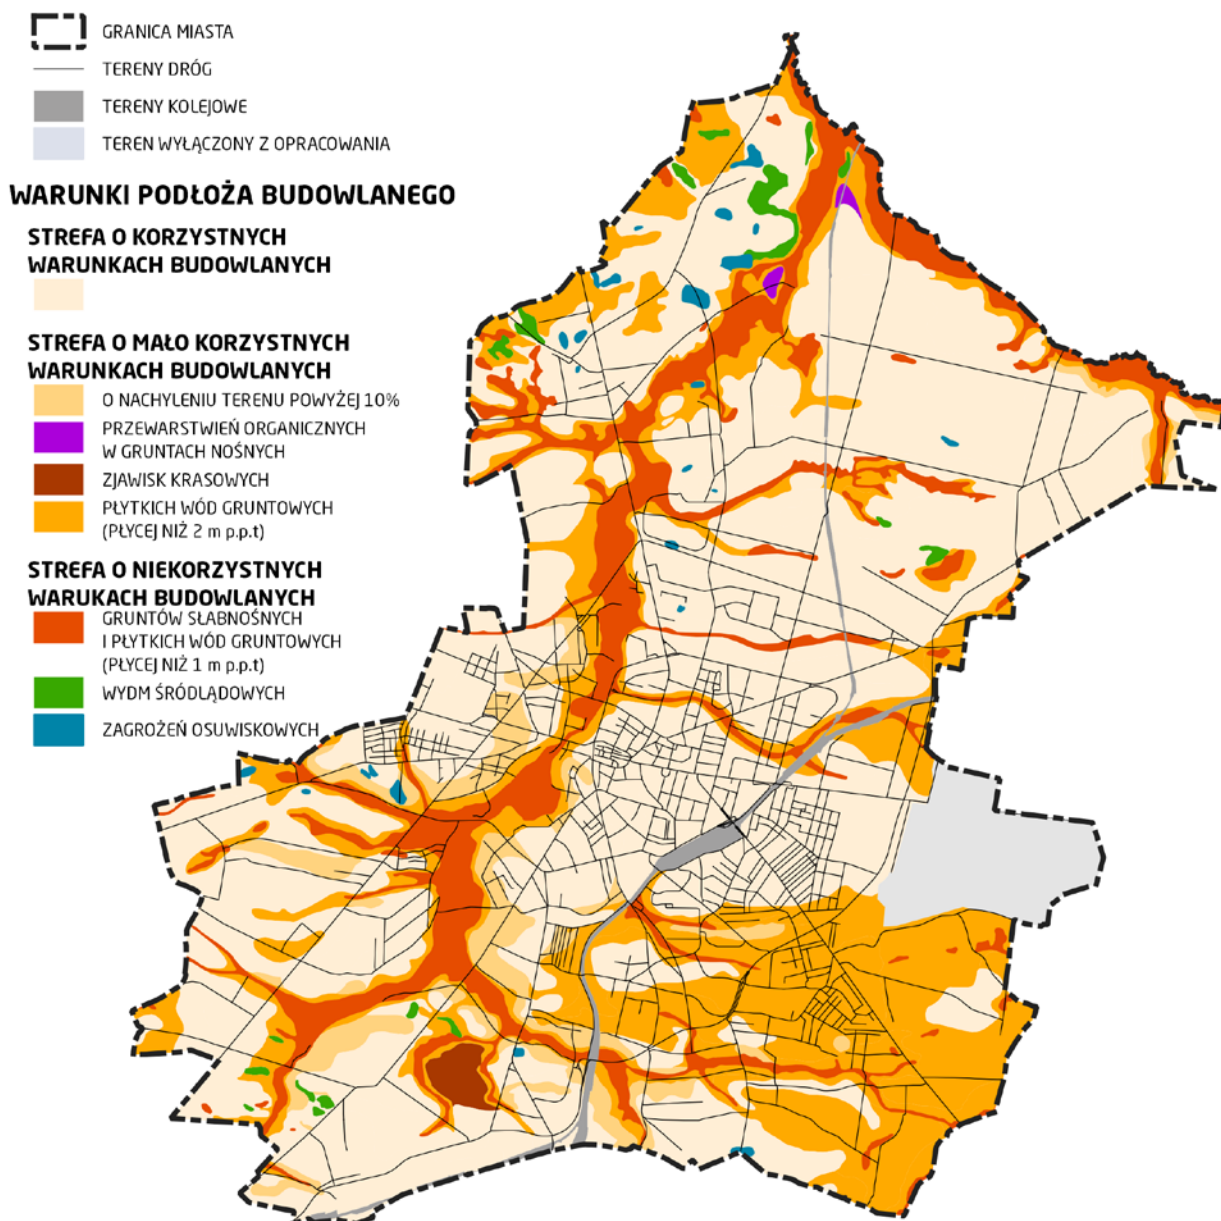 GRANICA MIASTA
TERENY DRÓG
TERENY KOLEJOWE
TEREN WYŁĄCZONY Z OPRACOWANIA
WARUNKI PODŁOŻA BUDOWLANEGO
STREFA O KORZYSTNYCH
WARUNKACH BUDOWLANYCH
STREFA O MAŁO KORZYSTNYCH
WARUNKACH BUDOWLANYCH
O NACHYLENIU TERENU POWYŻEJ 10%
PRZEWARSTWIEŃ ORGANICZNYCH
W GRUNTACH NOŚNYCH
ZJAWISK KRASOWYCH
PŁYTKICH WÓD GRUNTOWYCH
(PŁYCEJ NIŻ 2 m p.p.t)
STREFA O NIEKORZYSTNYCH
WARUKACH BUDOWLANYCH
GRUNTÓW SŁABNOŚNYCH
I PŁYTKICH WÓD GRUNTOWYCH
(PŁYCEJ NIŻ 1 m p.p.t)
WYDM ŚRÓDLĄDOWYCH
ZAGROŻEŃ OSUWISKOWYCH